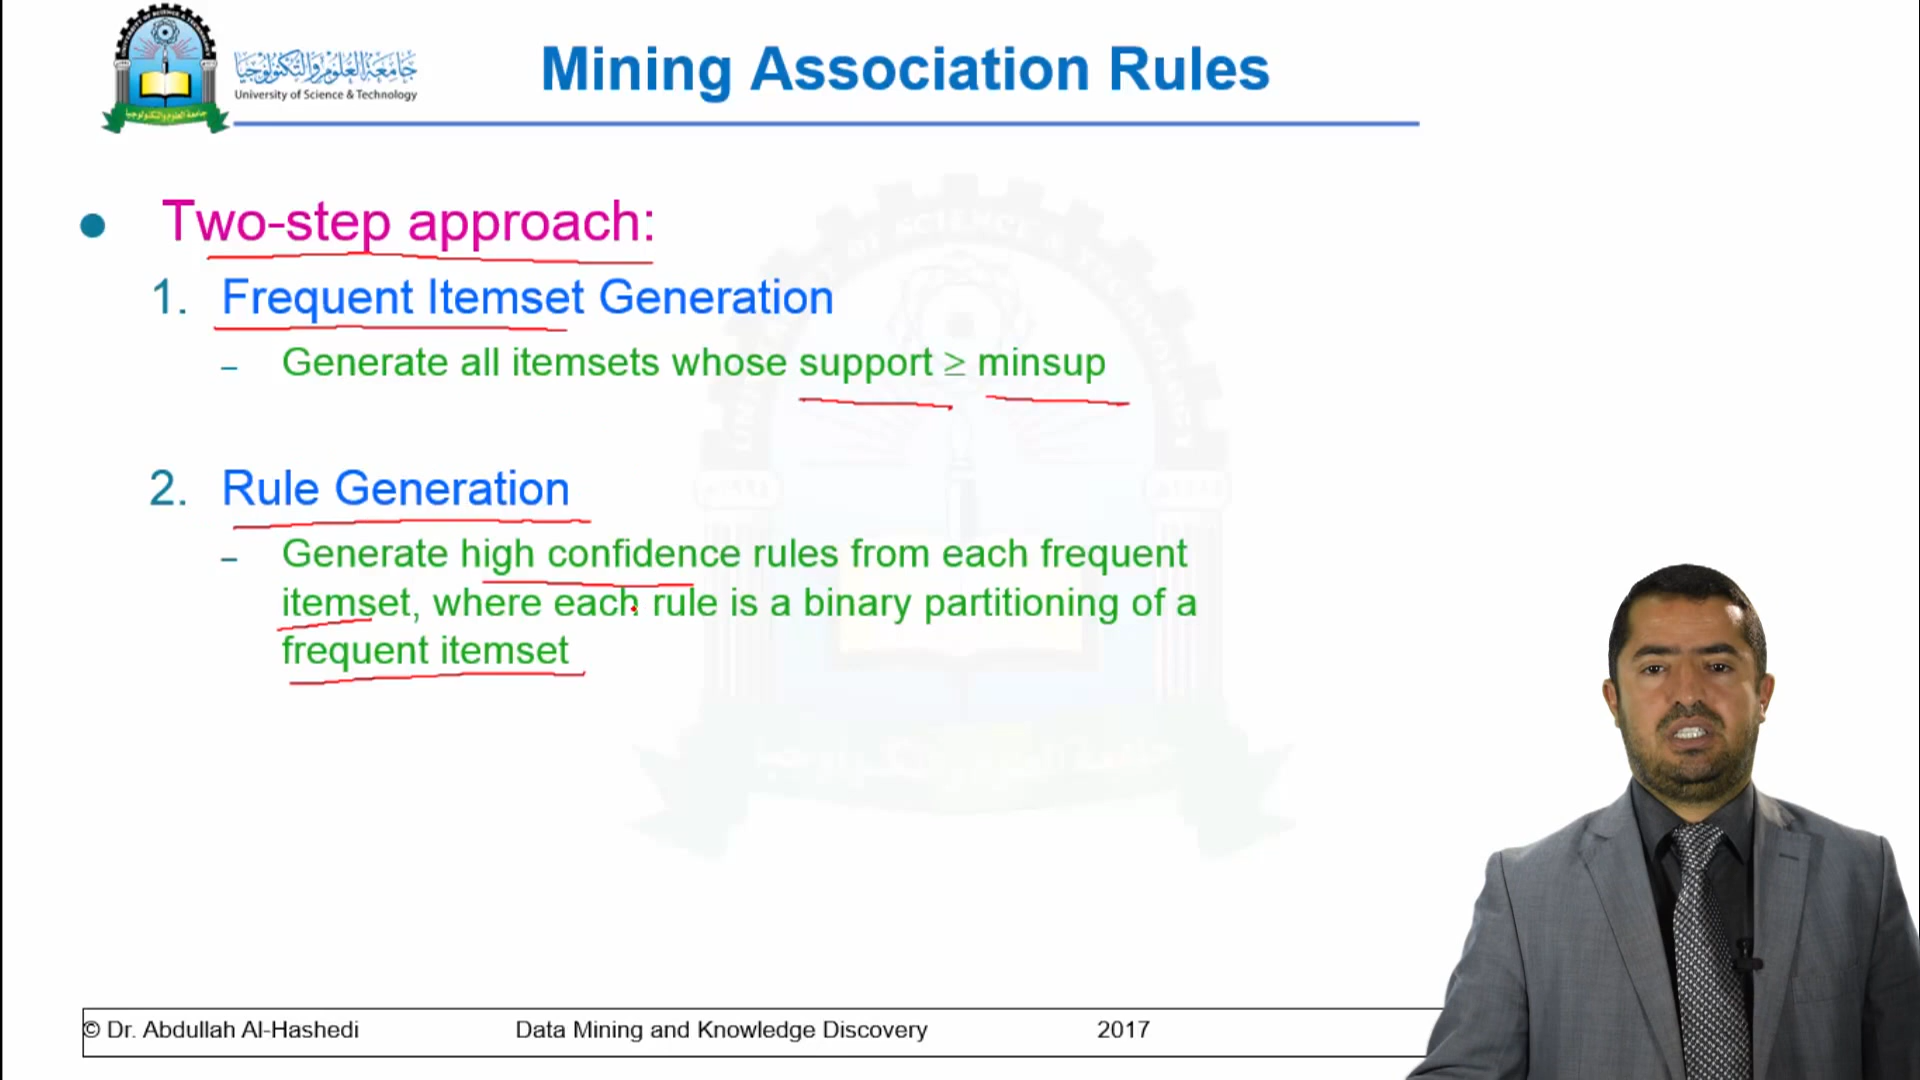 جامعة العلوم والتكنولوجيا
University of Science & Technology
Mining Association Rules
● Two-step approach:
1. Frequent Itemset Generation
– Generate all itemsets whose support ≥ minsup
2. Rule Generation
– Generate high confidence rules from each frequent
itemset, where each rule is a binary partitioning of a
frequent itemset
© Dr. Abdullah Al-Hashedi Data Mining and Knowledge Discovery 2017